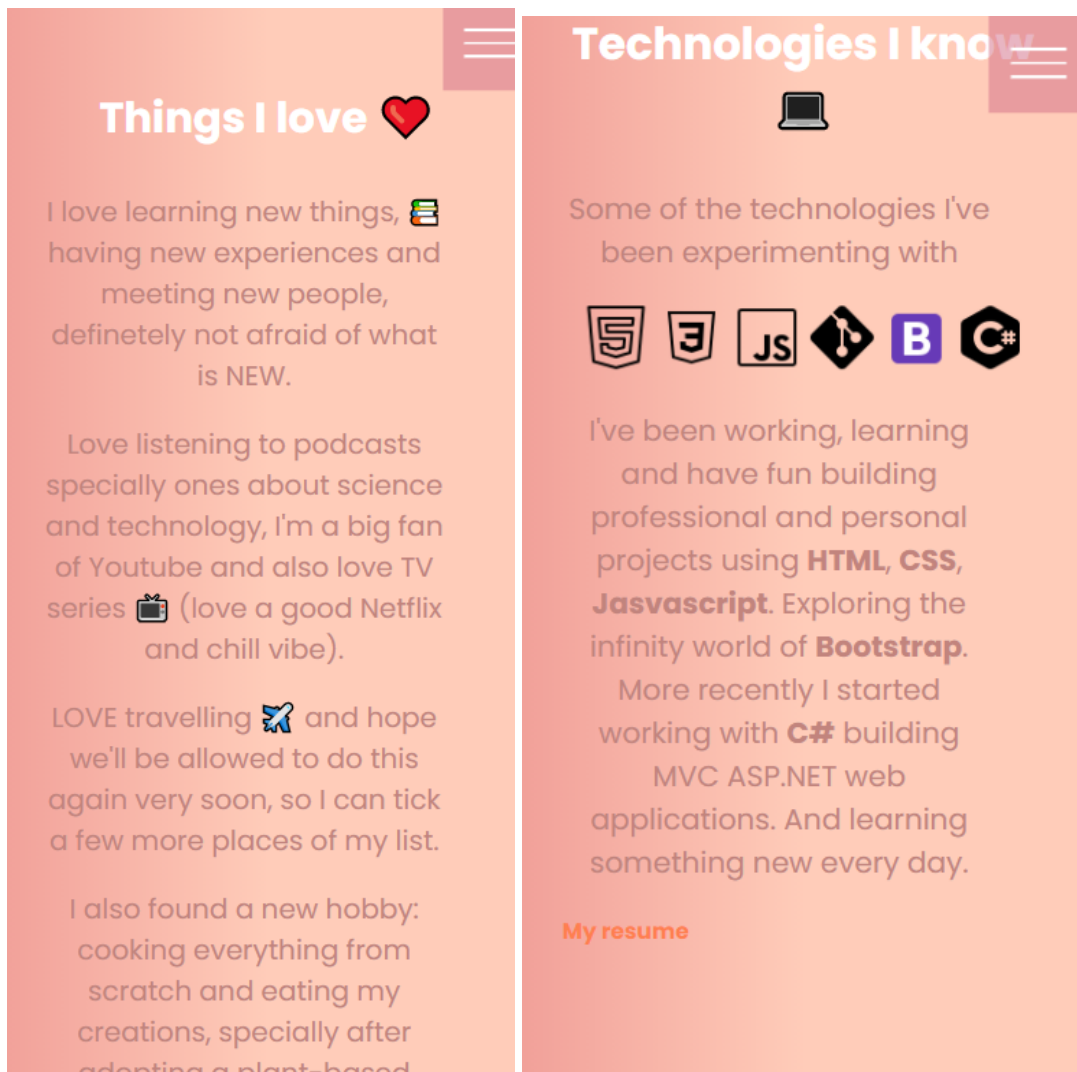 Things I love ❤️
I love learning new things, 📚
having new experiences and
meeting new people,
definetely not afraid of what
is NEW.
Love listening to podcasts
specially ones about science
and technology, I'm a big fan
of Youtube and also love TV
series 📺 (love a good Netflix
and chill vibe).
LOVE travelling ✈️ and hope
we'll be allowed to do this
again very soon, so I can tick
a few more places of my list.
I also found a new hobby:
cooking everything from
scratch and eating my
creations, specially after
adopting a plant-based
Technologies I know
💻
Some of the technologies I've
been experimenting with
5 3 JS B C#
I've been working, learning
and have fun building
professional and personal
projects using HTML, CSS,
Jasvascript. Exploring the
infinity world of Bootstrap.
More recently I started
working with C# building
MVC ASP.NET web
applications. And learning
something new every day.
My resume